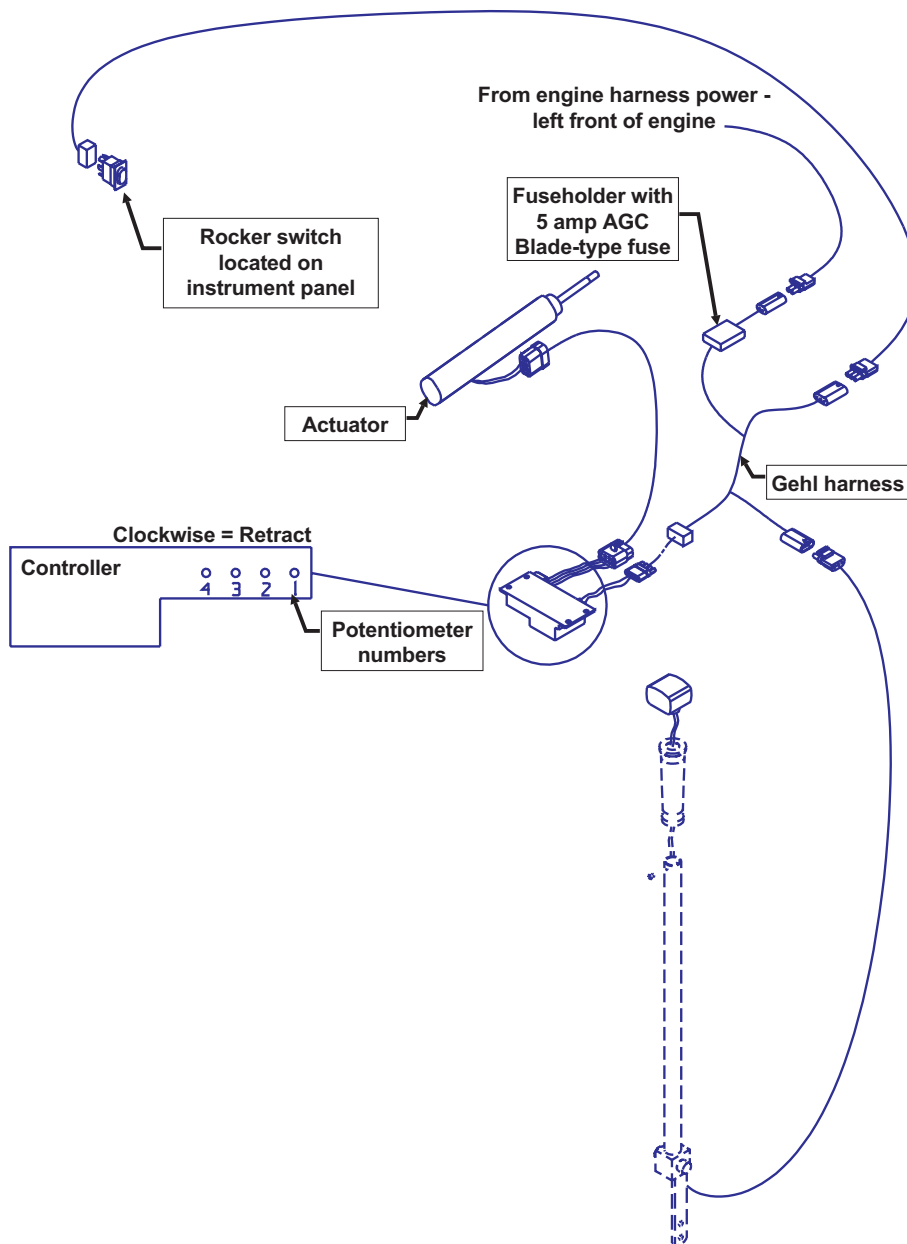 From engine harness power -
left front of engine
Fuseholder with
5 amp AGC
Blade-type fuse
Rocker switch
located on
instrument panel
Actuator
Gehl harness
Clockwise = Retract
Controller
4 3 2 1
Potentiometer
numbers